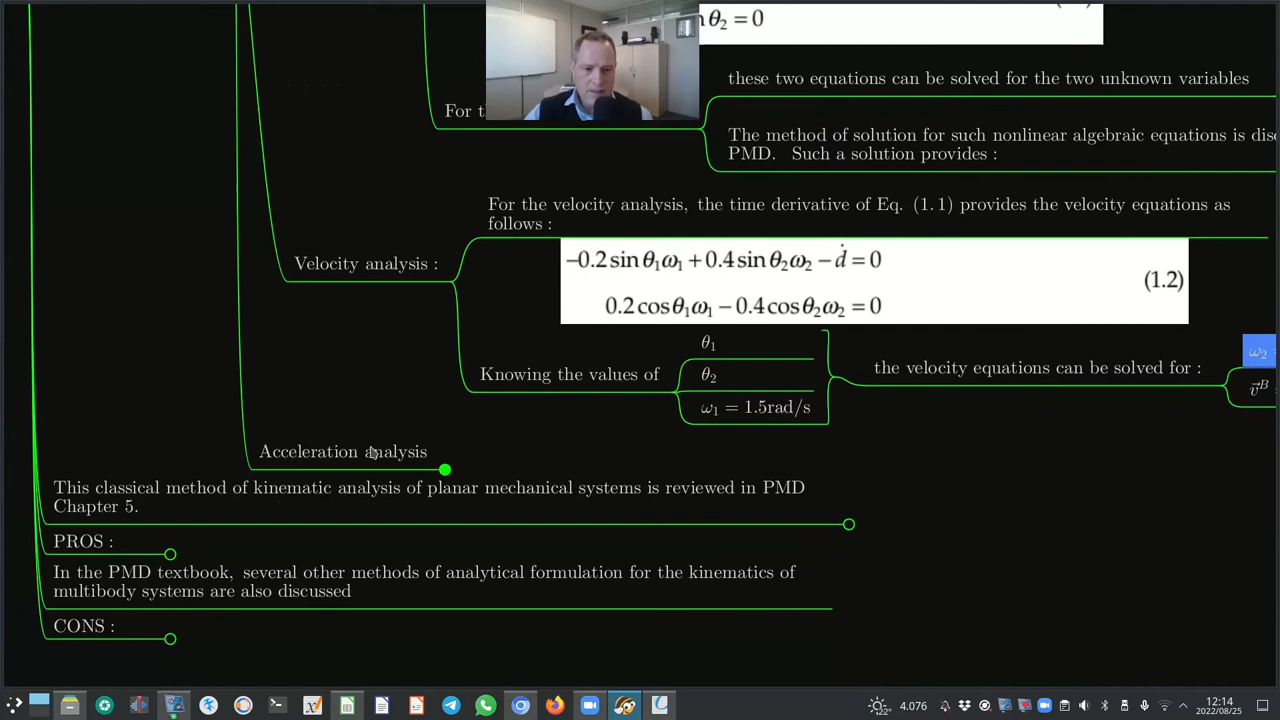 θ₂ = 0
these two equations can be solved for the two unknown variables
For
The method of solution for such nonlinear algebraic equations is
PMD. Such a solution provides :
For the velocity analysis, the time derivative of Eq. (1.1) provides the velocity equations as
follows :
−0.2 sin θ₁ω₁ + 0.4 sin θ₂ω₂ − ḋ = 0
(1.2)
0.2 cos θ₁ω₁ − 0.4 cos θ₂ω₂ = 0
Velocity analysis :
Knowing the values of
θ₁
θ₂
ω₁ = 1.5rad/s
the velocity equations can be solved for :
ω₂
v⃗ᴮ
Acceleration analysis
This classical method of kinematic analysis of planar mechanical systems is reviewed in PMD
Chapter 5.
PROS :
In the PMD textbook, several other methods of analytical formulation for the kinematics of
multibody systems are also discussed
CONS :
+22°
4.076
12:14
2022/08/25